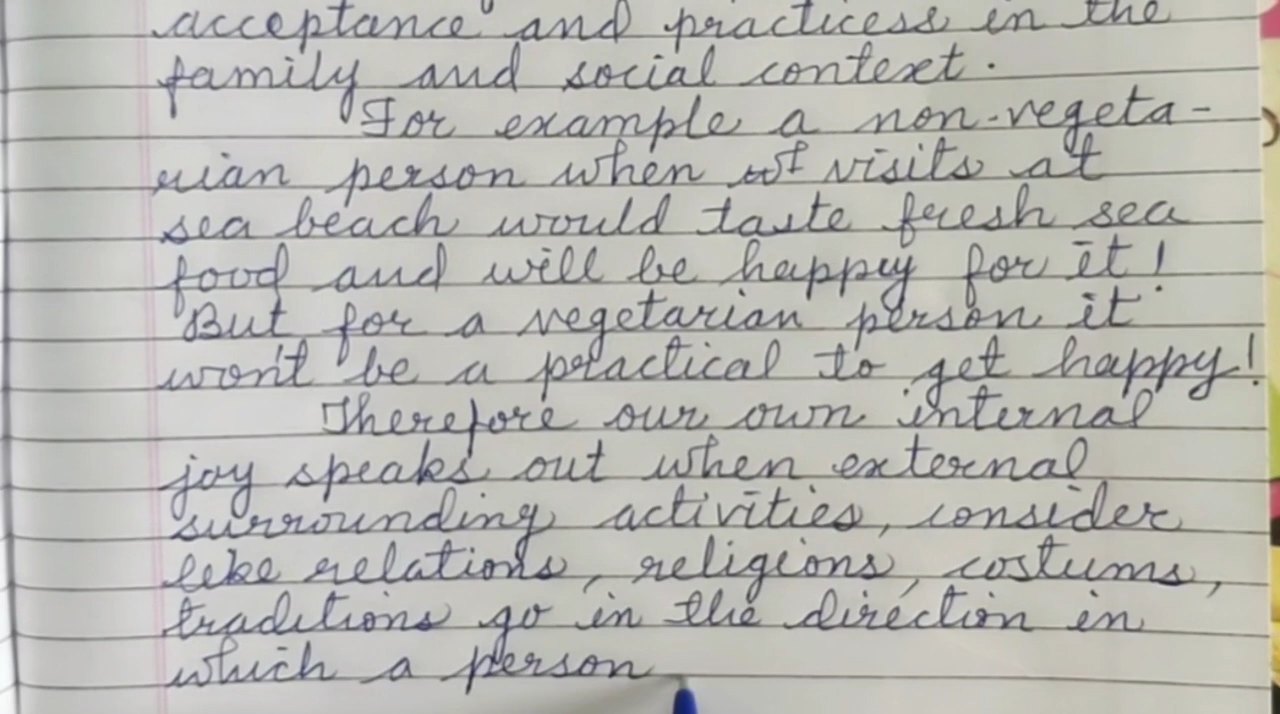 acceptance and practicess in the
family and social context.
For example a non-vegeta-
rian person when visits at
sea beach would taste fresh sea
food and will be happy for it!
But for a vegetarian person it
won't be a practical to get happy!
Therefore our own internal
joy speaks out when external
surrounding activities, consider
like relations, religions, costums,
traditions go in the direction in
which a person